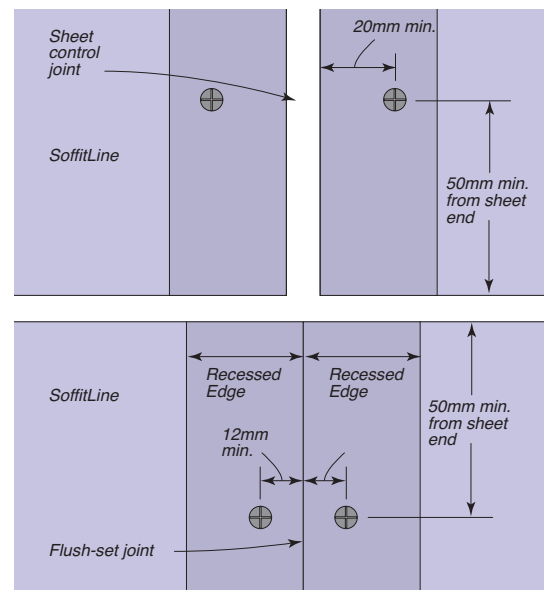 Sheet
control
joint
20mm min.
SoffitLine
50mm min.
from sheet
end
SoffitLine
Recessed
Edge
Recessed
Edge
50mm min.
from sheet
end
12mm
min.
Flush-set joint